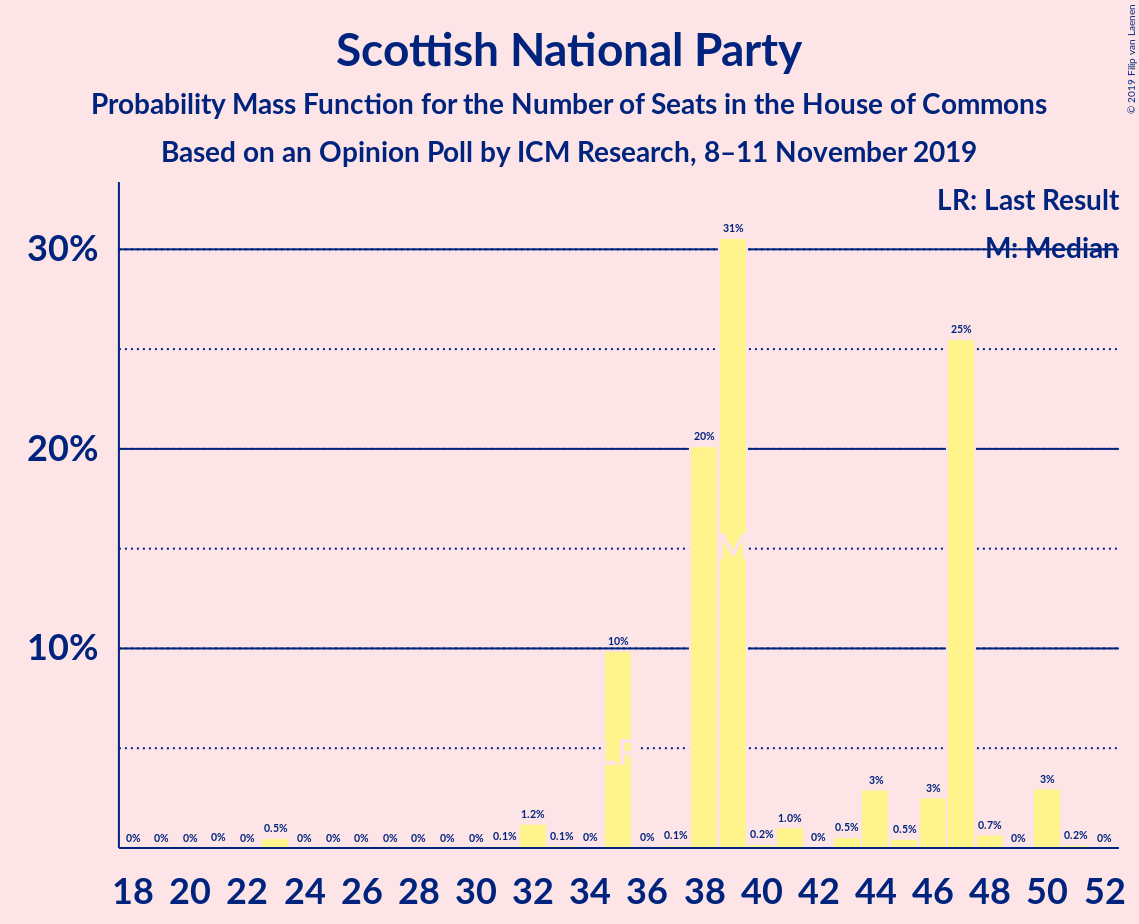 Scottish National Party
Probability Mass Function for the Number of Seats in the House of Commons
Based on an Opinion Poll by ICM Research, 8–11 November 2019
© 2019 Filip van Laenen
LR: Last Result
M: Median
30%
20%
10%
0% 0% 0% 0% 0% 0.5% 0% 0% 0% 0% 0% 0% 0% 0.1% 1.2% 0.1% 0% 10% 0% 0.1% 20% 31% 0.2% 1.0% 0% 0.5% 3% 0.5% 3% 25% 0.7% 0% 3% 0.2% 0%
M
LR
18 20 22 24 26 28 30 32 34 36 38 40 42 44 46 48 50 52